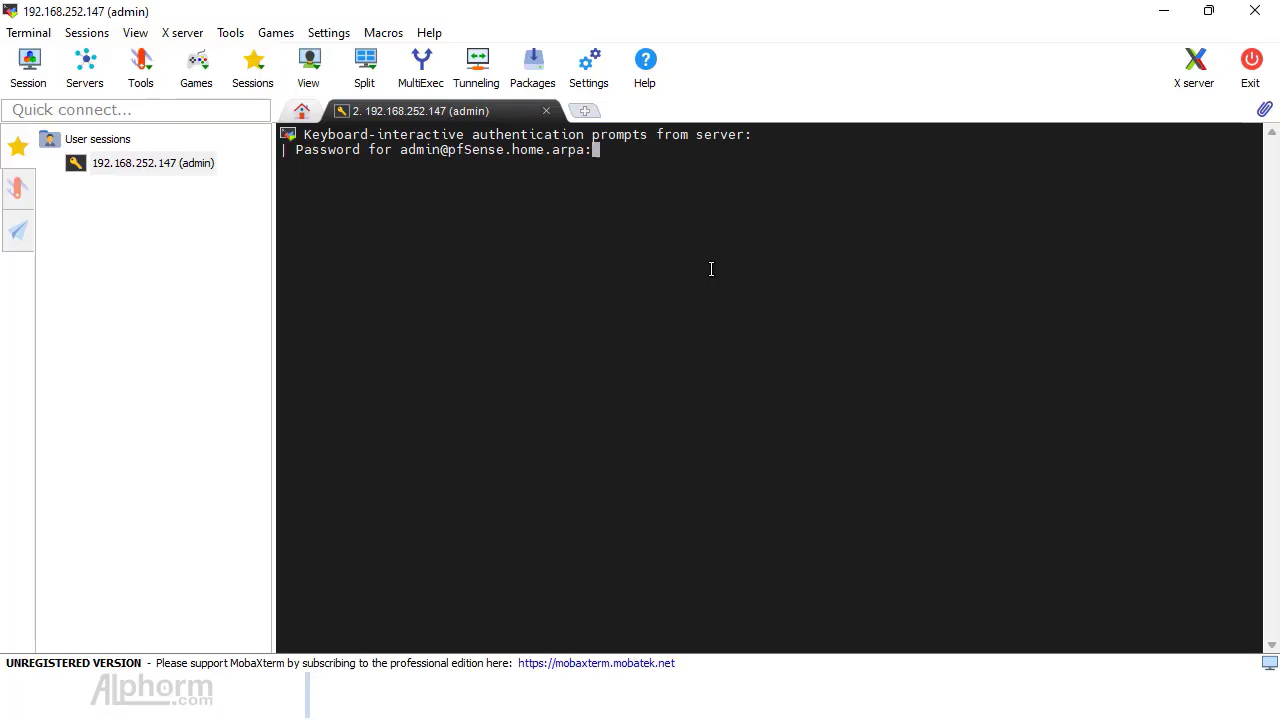 192.168.252.147 (admin)
Terminal Sessions View X server Tools Games Settings Macros Help
Session Servers Tools Games Sessions View Split MultiExec Tunneling Packages Settings Help X server Exit
Quick connect...
2. 192.168.252.147 (admin)
User sessions
192.168.252.147 (admin)
Keyboard-interactive authentication prompts from server:
| Password for admin@pfSense.home.arpa:
UNREGISTERED VERSION - Please support MobaXterm by subscribing to the professional edition here: https://mobaxterm.mobatek.net
Alphorm
.com